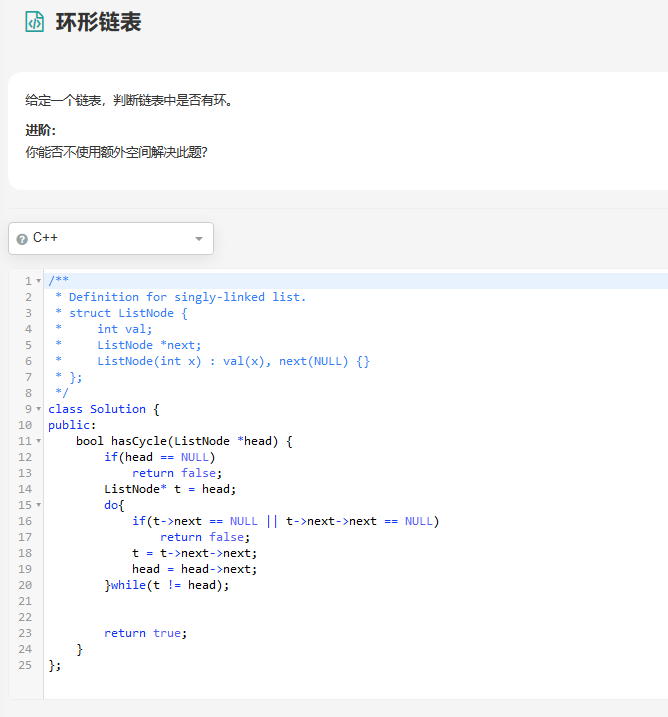 环形链表
给定一个链表，判断链表中是否有环。
进阶：
你能否不使用额外空间解决此题？
? C++
1 /**
2  * Definition for singly-linked list.
3  * struct ListNode {
4  *     int val;
5  *     ListNode *next;
6  *     ListNode(int x) : val(x), next(NULL) {}
7  * };
8  */
9 class Solution {
10 public:
11     bool hasCycle(ListNode *head) {
12         if(head == NULL)
13             return false;
14         ListNode* t = head;
15         do{
16             if(t->next == NULL || t->next->next == NULL)
17                 return false;
18             t = t->next->next;
19             head = head->next;
20         }while(t != head);
21
22
23         return true;
24     }
25 };